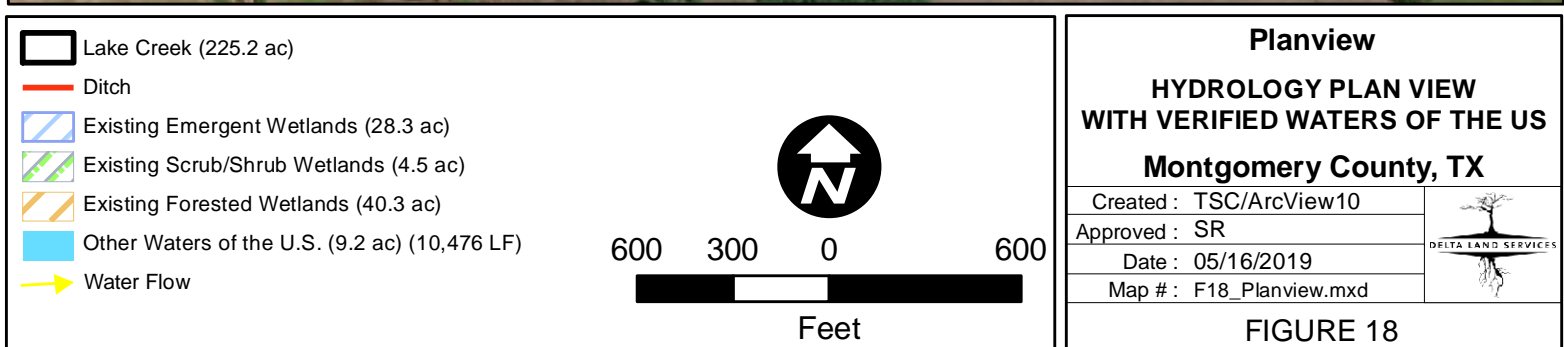 Lake Creek (225.2 ac)
Ditch
Existing Emergent Wetlands (28.3 ac)
Existing Scrub/Shrub Wetlands (4.5 ac)
Existing Forested Wetlands (40.3 ac)
Other Waters of the U.S. (9.2 ac) (10,476 LF)
Water Flow
N
600 300 0 600
Feet
Planview
HYDROLOGY PLAN VIEW
WITH VERIFIED WATERS OF THE US
Montgomery County, TX
Created : TSC/ArcView10
Approved : SR
Date : 05/16/2019
Map # : F18_Planview.mxd
DELTA LAND SERVICES
FIGURE 18